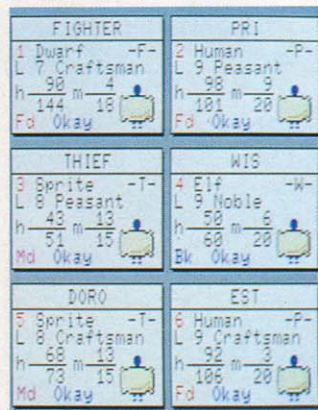 FIGHTER
1 Dwarf -F-
L 7 Craftsman
h 90 m 4
144 18
Fd Okay
PRI
2 Human -P-
L 9 Peasant
h 98 m 9
101 20
Fd Okay
THIEF
3 Sprite -T-
L 8 Peasant
h 43 m 13
51 15
Md Okay
WIS
4 Elf -W-
L 9 Noble
h 50 m 6
60 20
Bk Okay
DORO
5 Sprite -T-
L 8 Craftsman
h 68 m 13
73 15
Md Okay
EST
6 Human -P-
L 9 Craftsman
h 92 m 3
106 20
Fd Okay